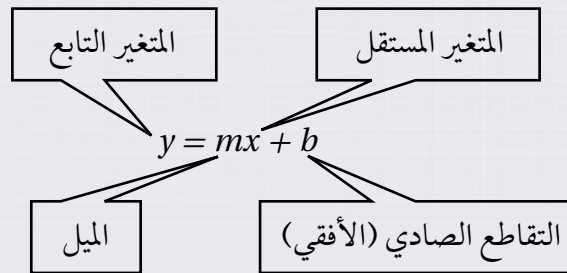 المتغير المستقل
المتغير التابع
y = mx + b
التقاطع الصادي (الأفقي)
الميل